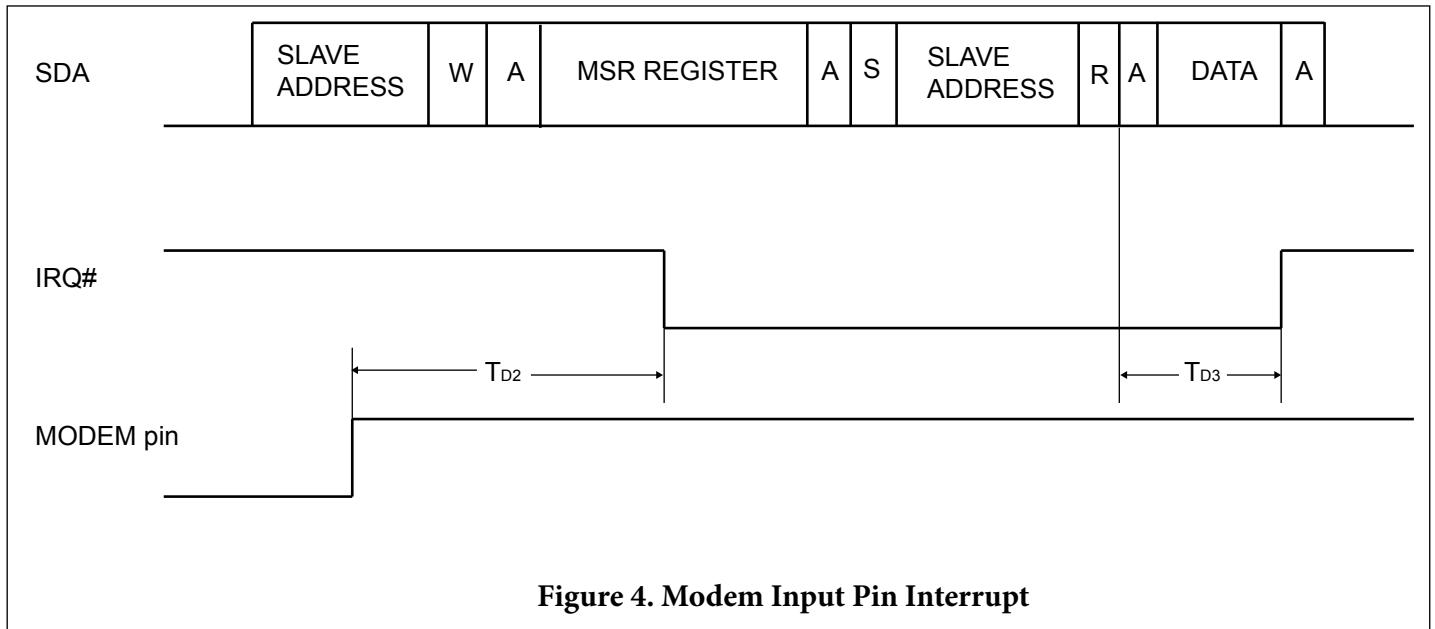 SDA
SLAVE
ADDRESS
W
A
MSR REGISTER
A
S
SLAVE
ADDRESS
R
A
DATA
A
IRQ#
TD2
TD3
MODEM pin
Figure 4. Modem Input Pin Interrupt